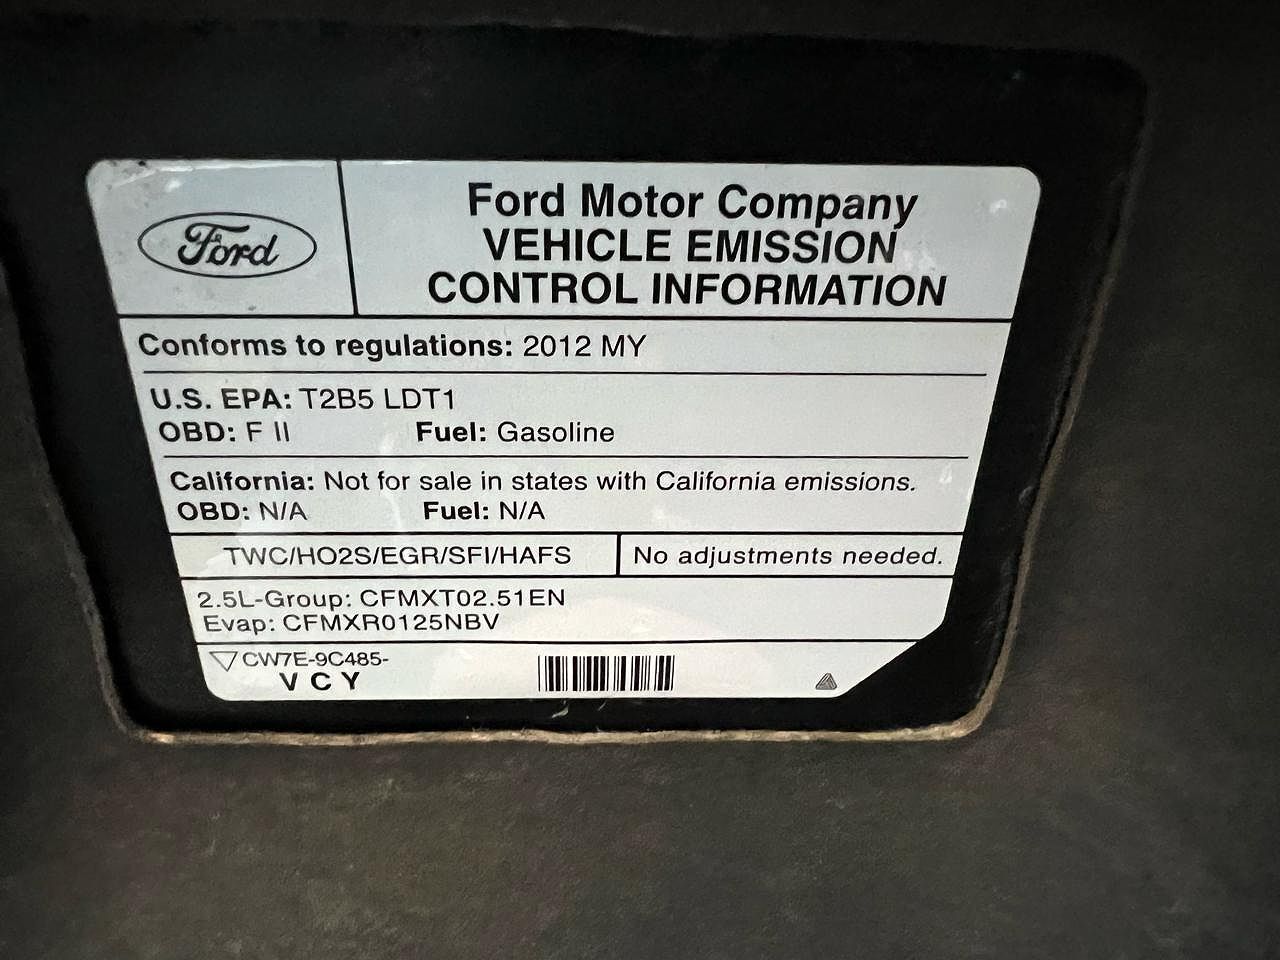 Ford
Ford Motor Company
VEHICLE EMISSION
CONTROL INFORMATION
Conforms to regulations: 2012 MY
U.S. EPA: T2B5 LDT1
OBD: F II Fuel: Gasoline
California: Not for sale in states with California emissions.
OBD: N/A Fuel: N/A
TWC/HO2S/EGR/SFI/HAFS No adjustments needed.
2.5L-Group: CFMXT02.51EN
Evap: CFMXR0125NBV
CW7E-9C485-
V C Y